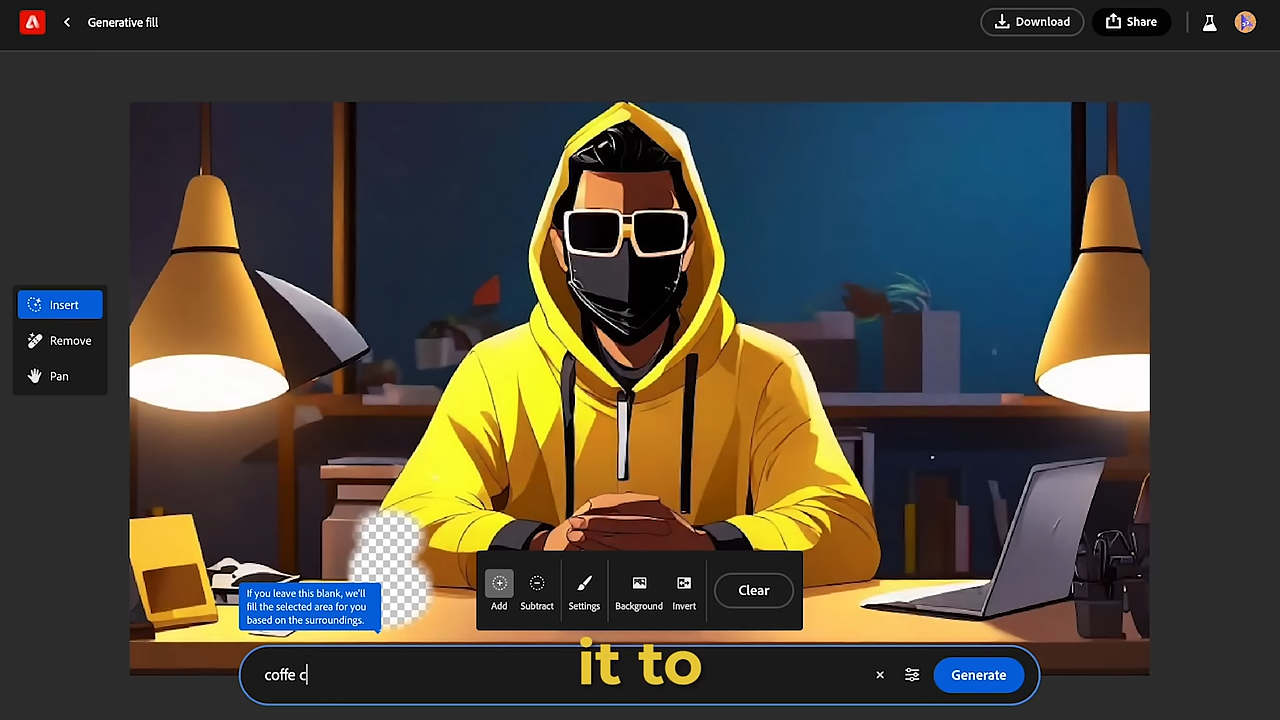 Generative fill
Download
Share
Insert
Remove
Pan
If you leave this blank, we'll
fill the selected area for you
based on the surroundings.
Add
Subtract
Settings
Background
Invert
Clear
it to
coffe c
Generate